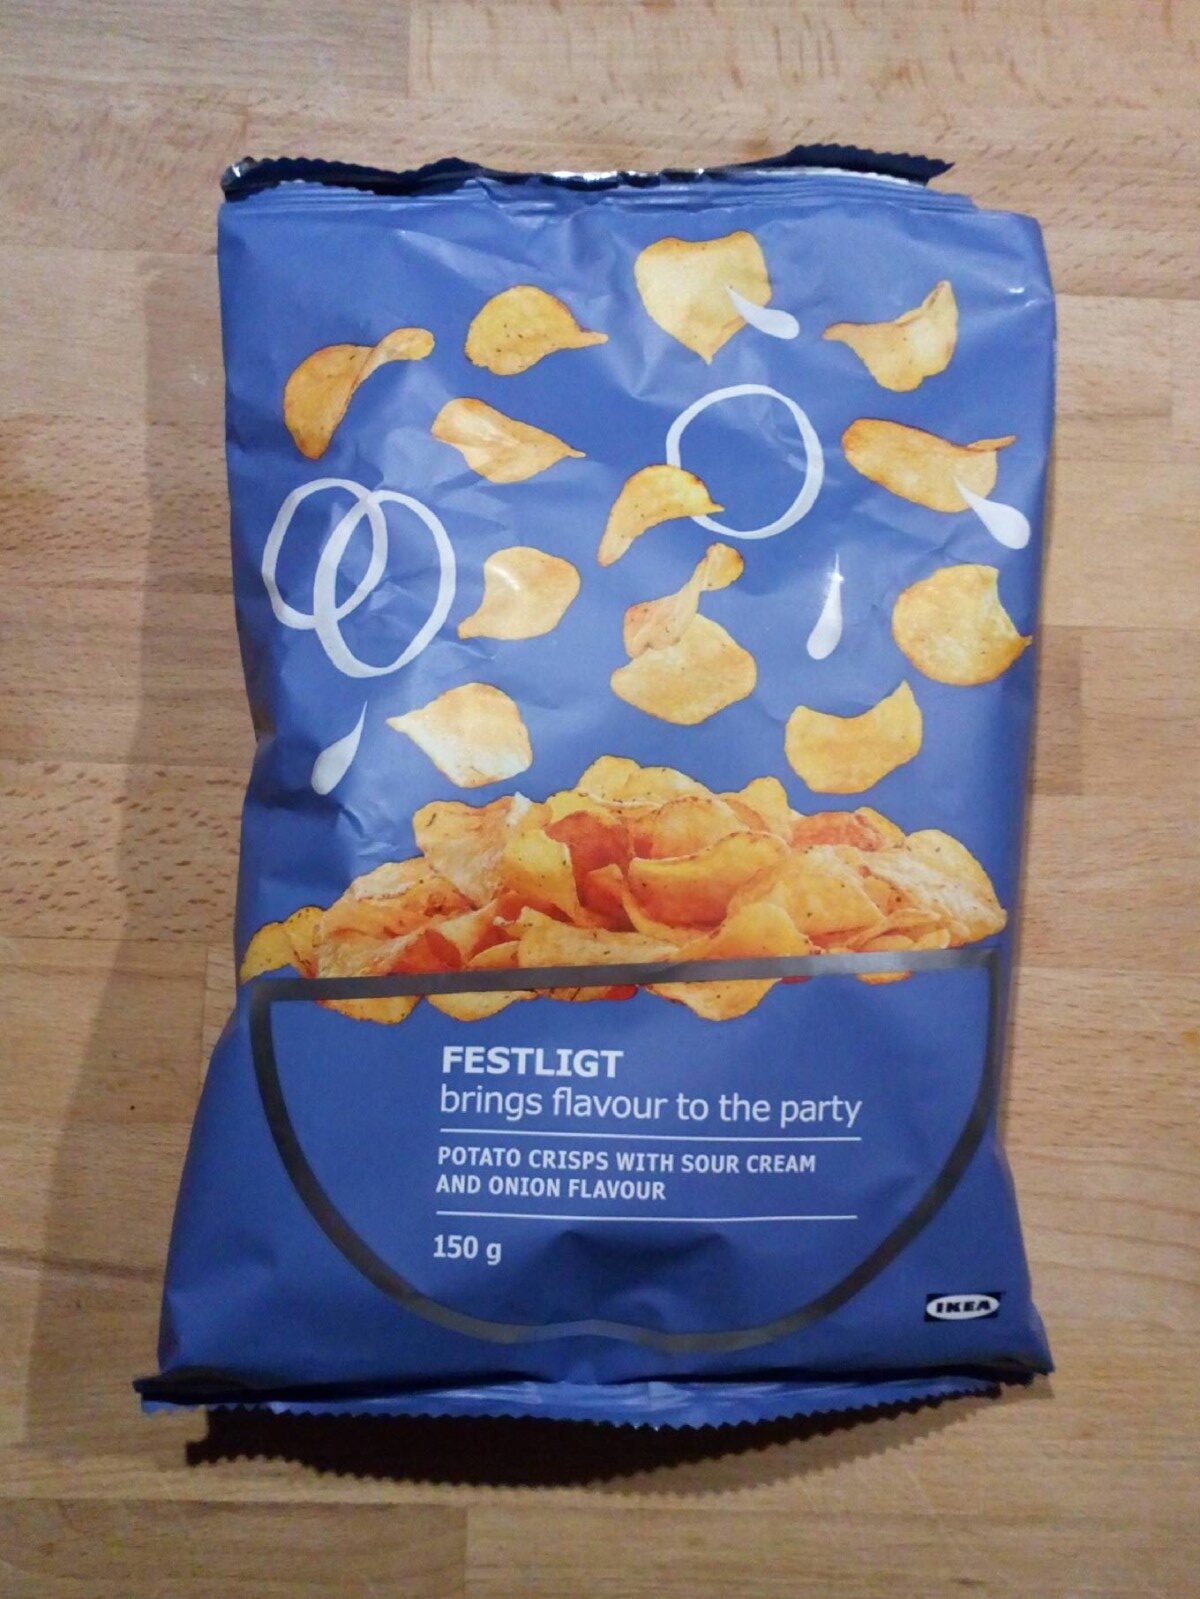 FESTLIGT
brings flavour to the party
POTATO CRISPS WITH SOUR CREAM
AND ONION FLAVOUR
150 g
IKEA